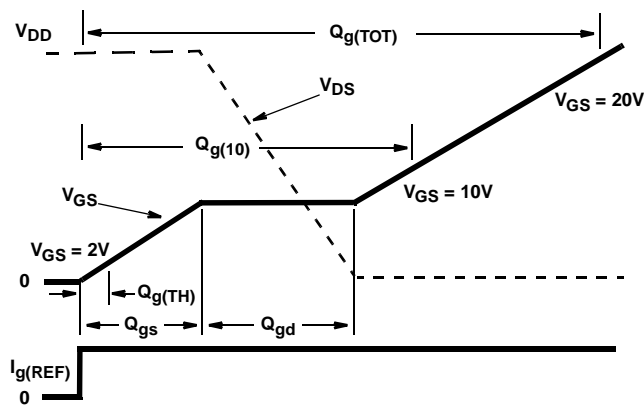 V_DD
Q_g(TOT)
V_DS
V_GS = 20V
Q_g(10)
V_GS
V_GS = 10V
V_GS = 2V
0
Q_g(TH)
Q_gs
Q_gd
I_g(REF)
0